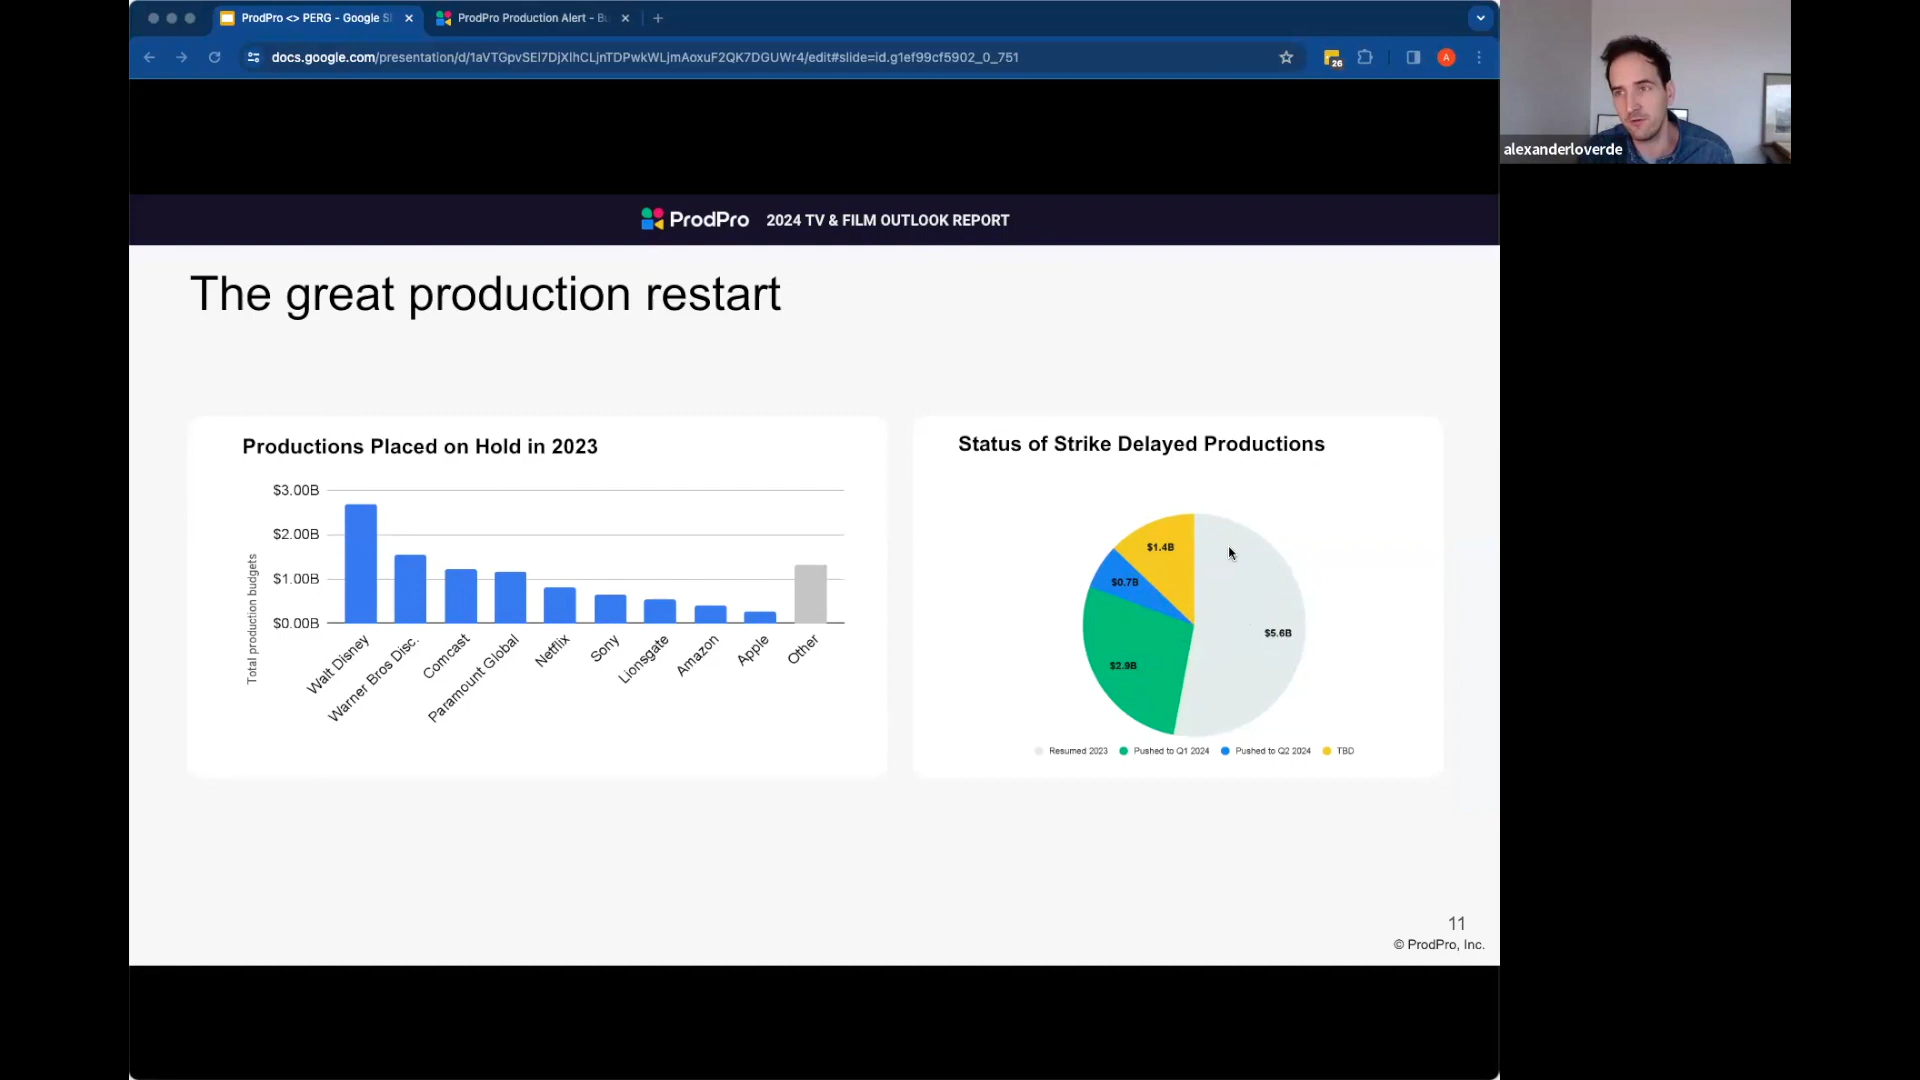 ProdPro <> PERG - Google Sl
ProdPro Production Alert - Bu
docs.google.com/presentation/d/1aVTGpvSEI7DjXIhCLjnTDPwkWLjmAoxuF2QK7DGUWr4/edit#slide=id.g1ef99cf5902_0_751
26
A
alexanderloverde
ProdPro 2024 TV & FILM OUTLOOK REPORT
The great production restart
Productions Placed on Hold in 2023
Total production budgets
$3.00B
$2.00B
$1.00B
$0.00B
Walt Disney
Warner Bros Disc.
Comcast
Paramount Global
Netflix
Sony
Lionsgate
Amazon
Apple
Other
Status of Strike Delayed Productions
$1.4B
$0.7B
$5.6B
$2.9B
Resumed 2023 Pushed to Q1 2024 Pushed to Q2 2024 TBD
11
© ProdPro, Inc.